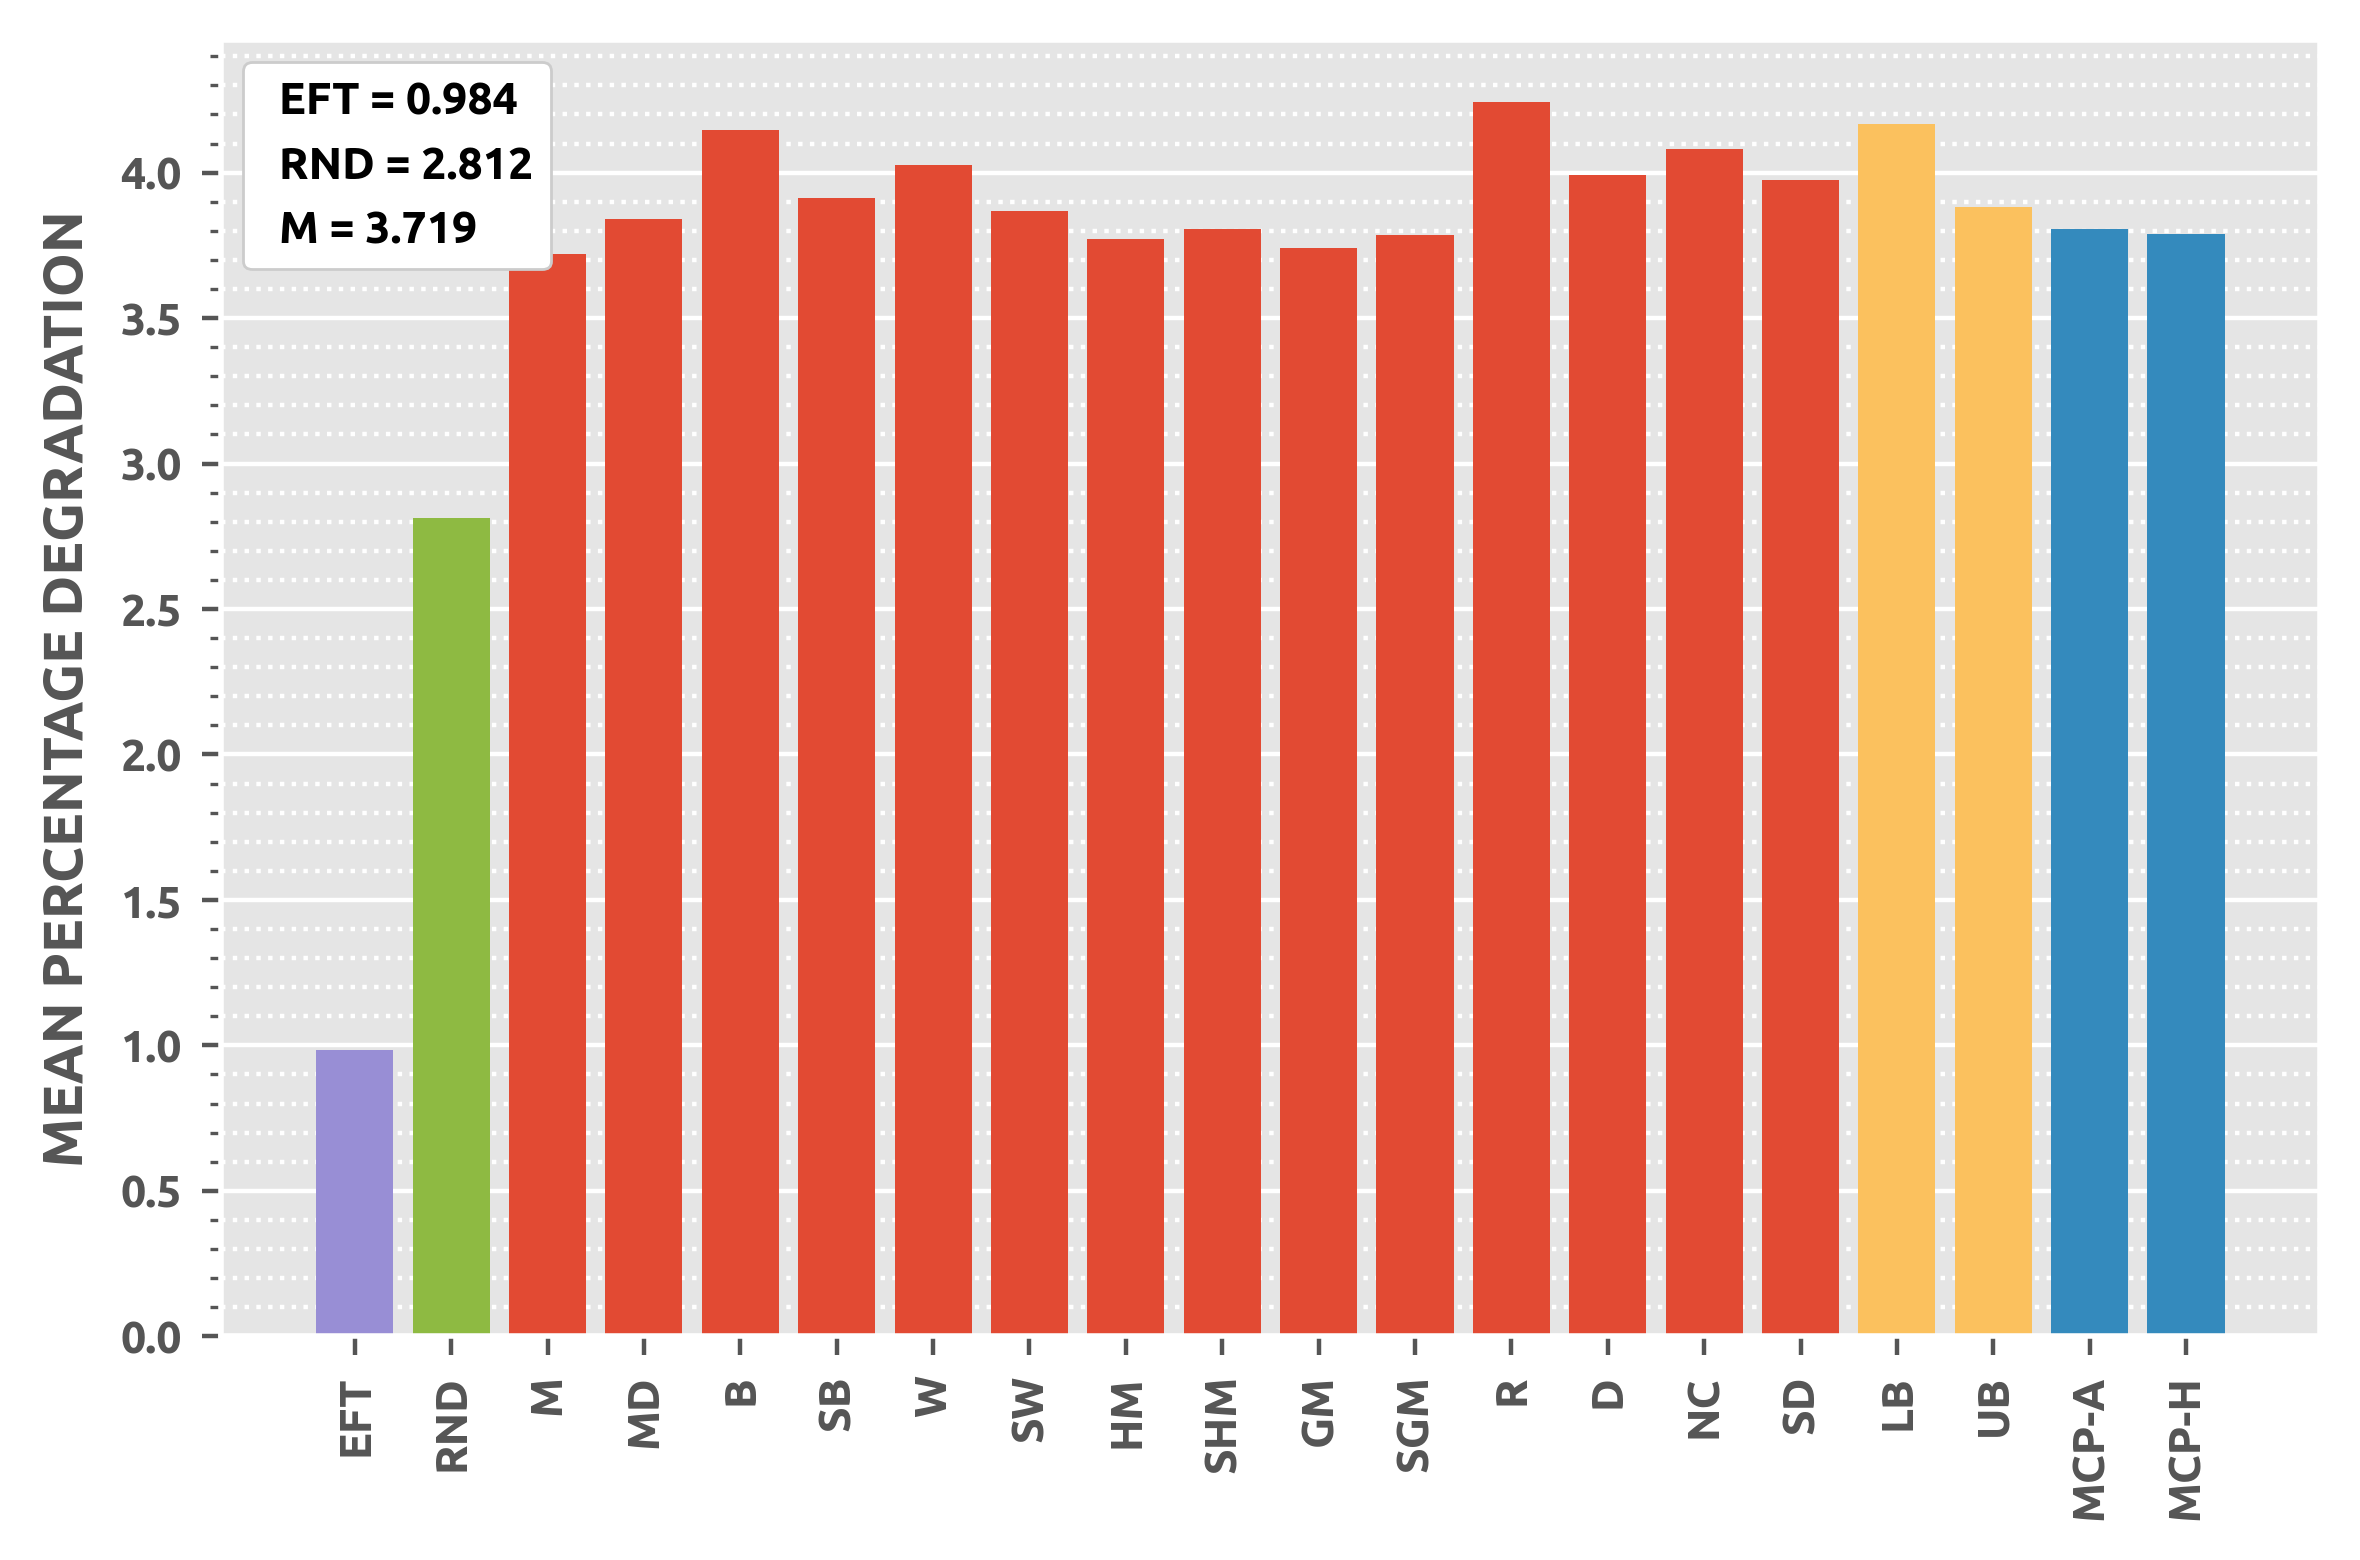 EFT = 0.984
RND = 2.812
M = 3.719
MEAN PERCENTAGE DEGRADATION
4.0
3.5
3.0
2.5
2.0
1.5
1.0
0.5
0.0
EFT
RND
M
MD
B
SB
W
SW
HM
SHM
GM
SGM
R
D
NC
SD
LB
UB
MCP-A
MCP-H